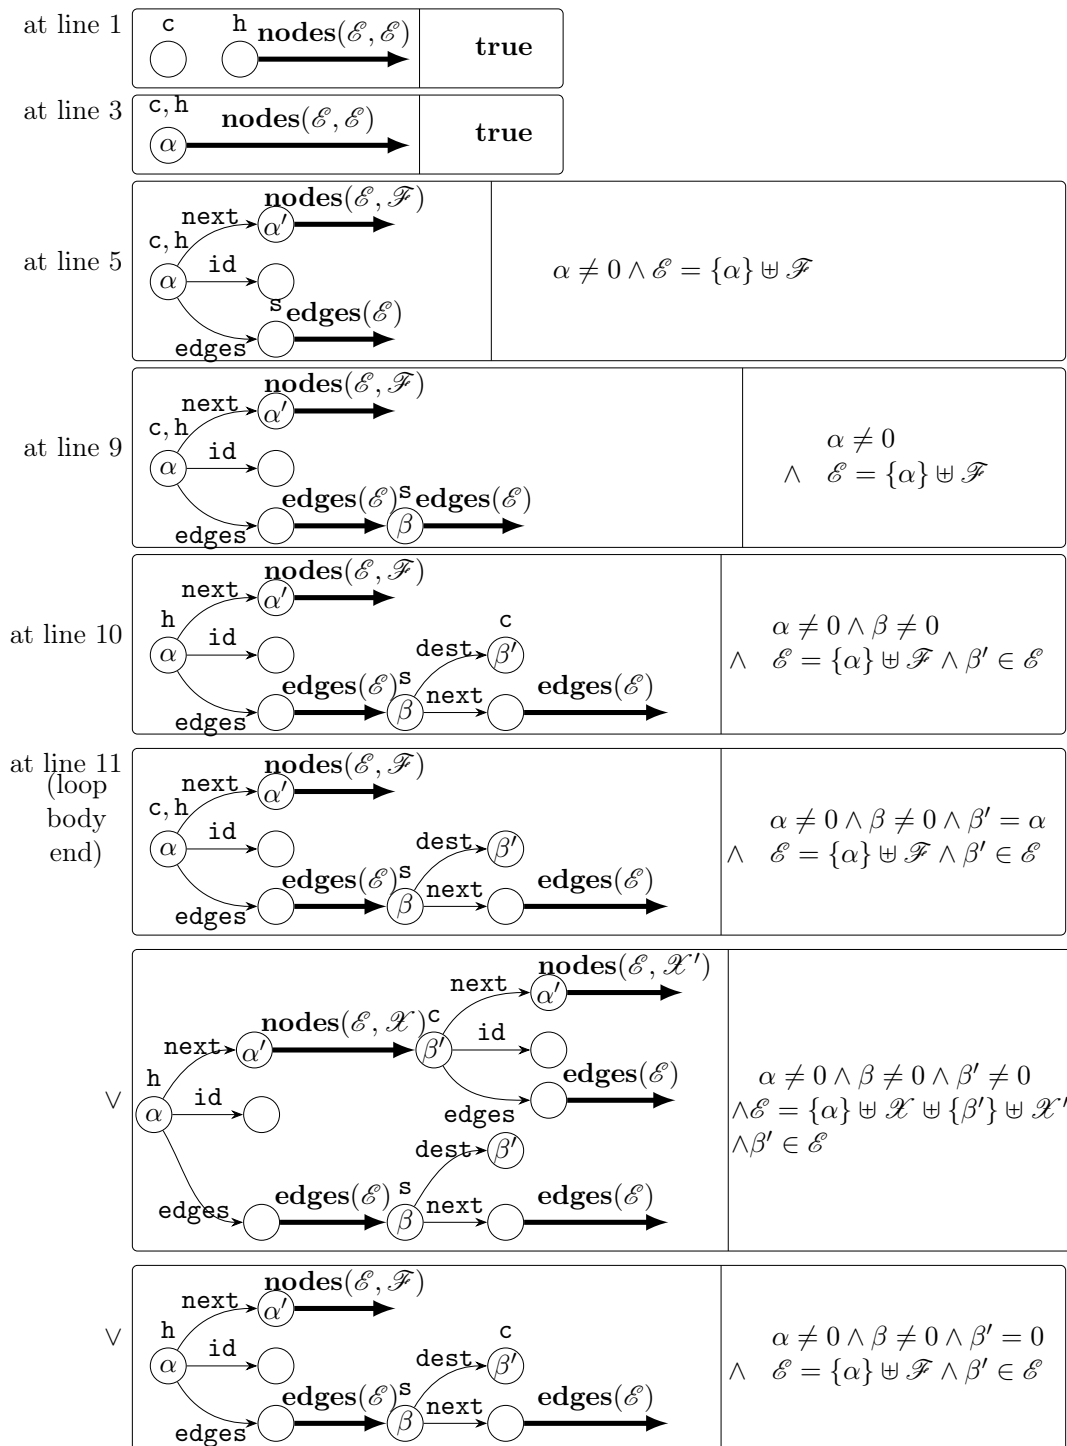 at line 1
c h nodes(ℰ, ℰ) true
at line 3
c, h nodes(ℰ, ℰ) true
α
at line 5
nodes(ℰ, ℱ)
next α′
c, h
α id
s edges(ℰ)
edges
α ≠ 0 ∧ ℰ = {α} ⊎ ℱ
at line 9
nodes(ℰ, ℱ)
next α′
c, h
α id
edges(ℰ) s edges(ℰ)
edges β
α ≠ 0
∧ ℰ = {α} ⊎ ℱ
at line 10
nodes(ℰ, ℱ)
next α′
h c
α id dest β′
edges(ℰ) s next edges(ℰ)
edges β
α ≠ 0 ∧ β ≠ 0
∧ ℰ = {α} ⊎ ℱ ∧ β′ ∈ ℰ
at line 11
(loop
body
end)
nodes(ℰ, ℱ)
next α′
c, h
α id dest β′
edges(ℰ) s next edges(ℰ)
edges β
α ≠ 0 ∧ β ≠ 0 ∧ β′ = α
∧ ℰ = {α} ⊎ ℱ ∧ β′ ∈ ℰ
∨
nodes(ℰ, 𝒳′)
next α′
nodes(ℰ, 𝒳) c
next α′ β′ id
h edges(ℰ)
α id edges
dest β′
edges(ℰ) s next edges(ℰ)
edges β
α ≠ 0 ∧ β ≠ 0 ∧ β′ ≠ 0
∧ℰ = {α} ⊎ 𝒳 ⊎ {β′} ⊎ 𝒳′
∧β′ ∈ ℰ
∨
nodes(ℰ, ℱ)
next α′
h c
α id dest β′
edges(ℰ) s next edges(ℰ)
edges β
α ≠ 0 ∧ β ≠ 0 ∧ β′ = 0
∧ ℰ = {α} ⊎ ℱ ∧ β′ ∈ ℰ